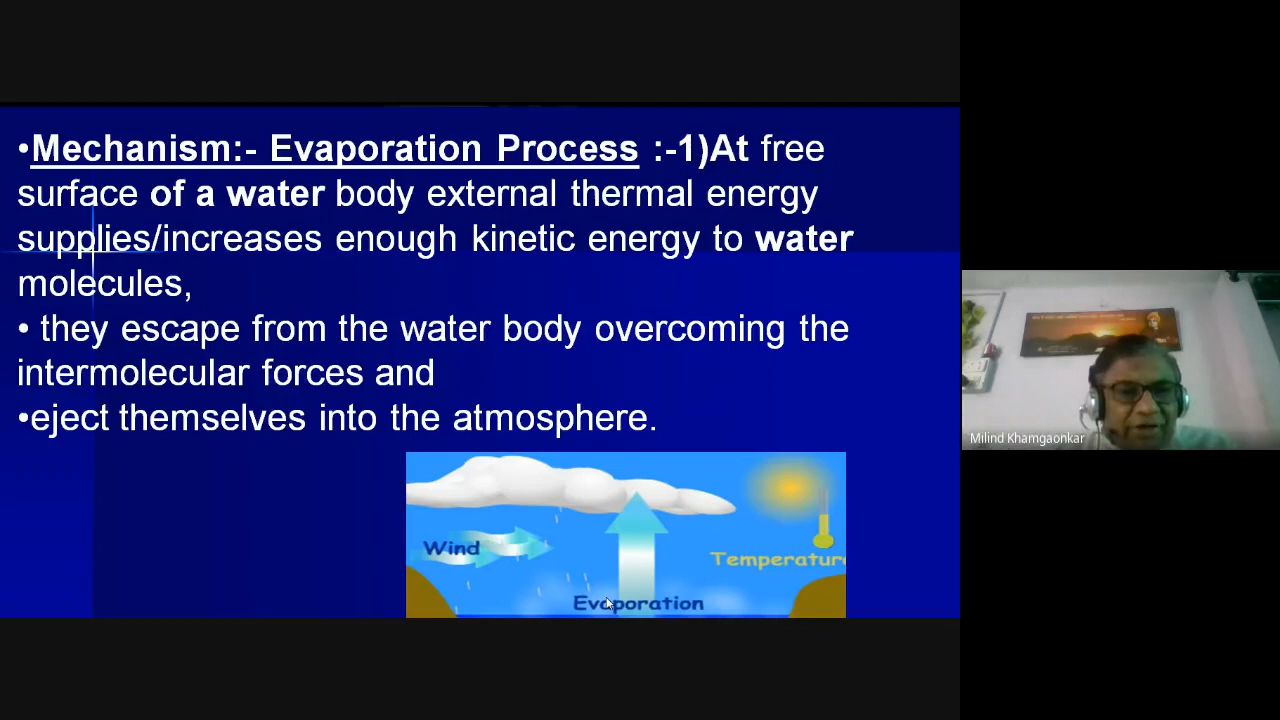 •Mechanism:- Evaporation Process :-1)At free
surface of a water body external thermal energy
supplies/increases enough kinetic energy to water
molecules,
• they escape from the water body overcoming the
intermolecular forces and
•eject themselves into the atmosphere.
Wind
Temperature
Evaporation
Milind Khamgaonkar